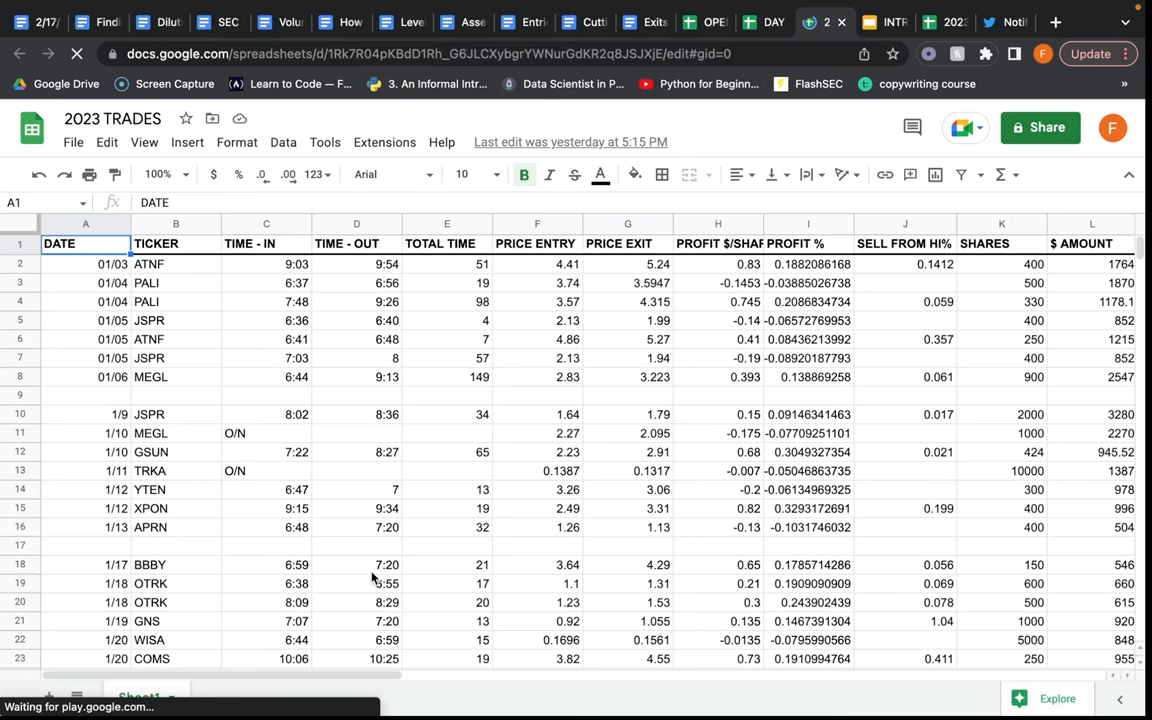 2/17/ Findi Dilut SEC Volu How Leve Asse Entri Cutti Exits OPEI DAY 2 INTR 2023 Notif
docs.google.com/spreadsheets/d/1Rk7R04pKBdD1Rh_G6JLCXybgrYWNurGdKR2q8JSJXjE/edit#gid=0 F Update
Google Drive Screen Capture Learn to Code — F... 3. An Informal Intr... Data Scientist in P... Python for Beginn... FlashSEC copywriting course »
2023 TRADES Share F
File Edit View Insert Format Data Tools Extensions Help Last edit was yesterday at 5:15 PM
100% $ % .0 .00 123 Arial 10 B I S A
A1 fx DATE
A B C D E F G H I J K L
1 DATE TICKER TIME - IN TIME - OUT TOTAL TIME PRICE ENTRY PRICE EXIT PROFIT $/SHAR PROFIT % SELL FROM HI% SHARES $ AMOUNT
2 01/03 ATNF 9:03 9:54 51 4.41 5.24 0.83 0.1882086168 0.1412 400 1764
3 01/04 PALI 6:37 6:56 19 3.74 3.5947 -0.1453 -0.03885026738 500 1870
4 01/04 PALI 7:48 9:26 98 3.57 4.315 0.745 0.2086834734 0.059 330 1178.1
5 01/05 JSPR 6:36 6:40 4 2.13 1.99 -0.14 -0.06572769953 400 852
6 01/05 ATNF 6:41 6:48 7 4.86 5.27 0.41 0.08436213992 0.357 250 1215
7 01/05 JSPR 7:03 8 57 2.13 1.94 -0.19 -0.08920187793 400 852
8 01/06 MEGL 6:44 9:13 149 2.83 3.223 0.393 0.138869258 0.061 900 2547
9
10 1/9 JSPR 8:02 8:36 34 1.64 1.79 0.15 0.09146341463 0.017 2000 3280
11 1/10 MEGL O/N 2.27 2.095 -0.175 -0.07709251101 1000 2270
12 1/10 GSUN 7:22 8:27 65 2.23 2.91 0.68 0.3049327354 0.021 424 945.52
13 1/11 TRKA O/N 0.1387 0.1317 -0.007 -0.05046863735 10000 1387
14 1/12 YTEN 6:47 7 13 3.26 3.06 -0.2 -0.06134969325 300 978
15 1/12 XPON 9:15 9:34 19 2.49 3.31 0.82 0.3293172691 0.199 400 996
16 1/13 APRN 6:48 7:20 32 1.26 1.13 -0.13 -0.1031746032 400 504
17
18 1/17 BBBY 6:59 7:20 21 3.64 4.29 0.65 0.1785714286 0.056 150 546
19 1/18 OTRK 6:38 6:55 17 1.1 1.31 0.21 0.1909090909 0.069 600 660
20 1/18 OTRK 8:09 8:29 20 1.23 1.53 0.3 0.243902439 0.078 500 615
21 1/19 GNS 7:07 7:20 13 0.92 1.055 0.135 0.1467391304 1.04 1000 920
22 1/20 WISA 6:44 6:59 15 0.1696 0.1561 -0.0135 -0.0795990566 5000 848
23 1/20 COMS 10:06 10:25 19 3.82 4.55 0.73 0.1910994764 0.411 250 955
Sheet1 Explore
Waiting for play.google.com...